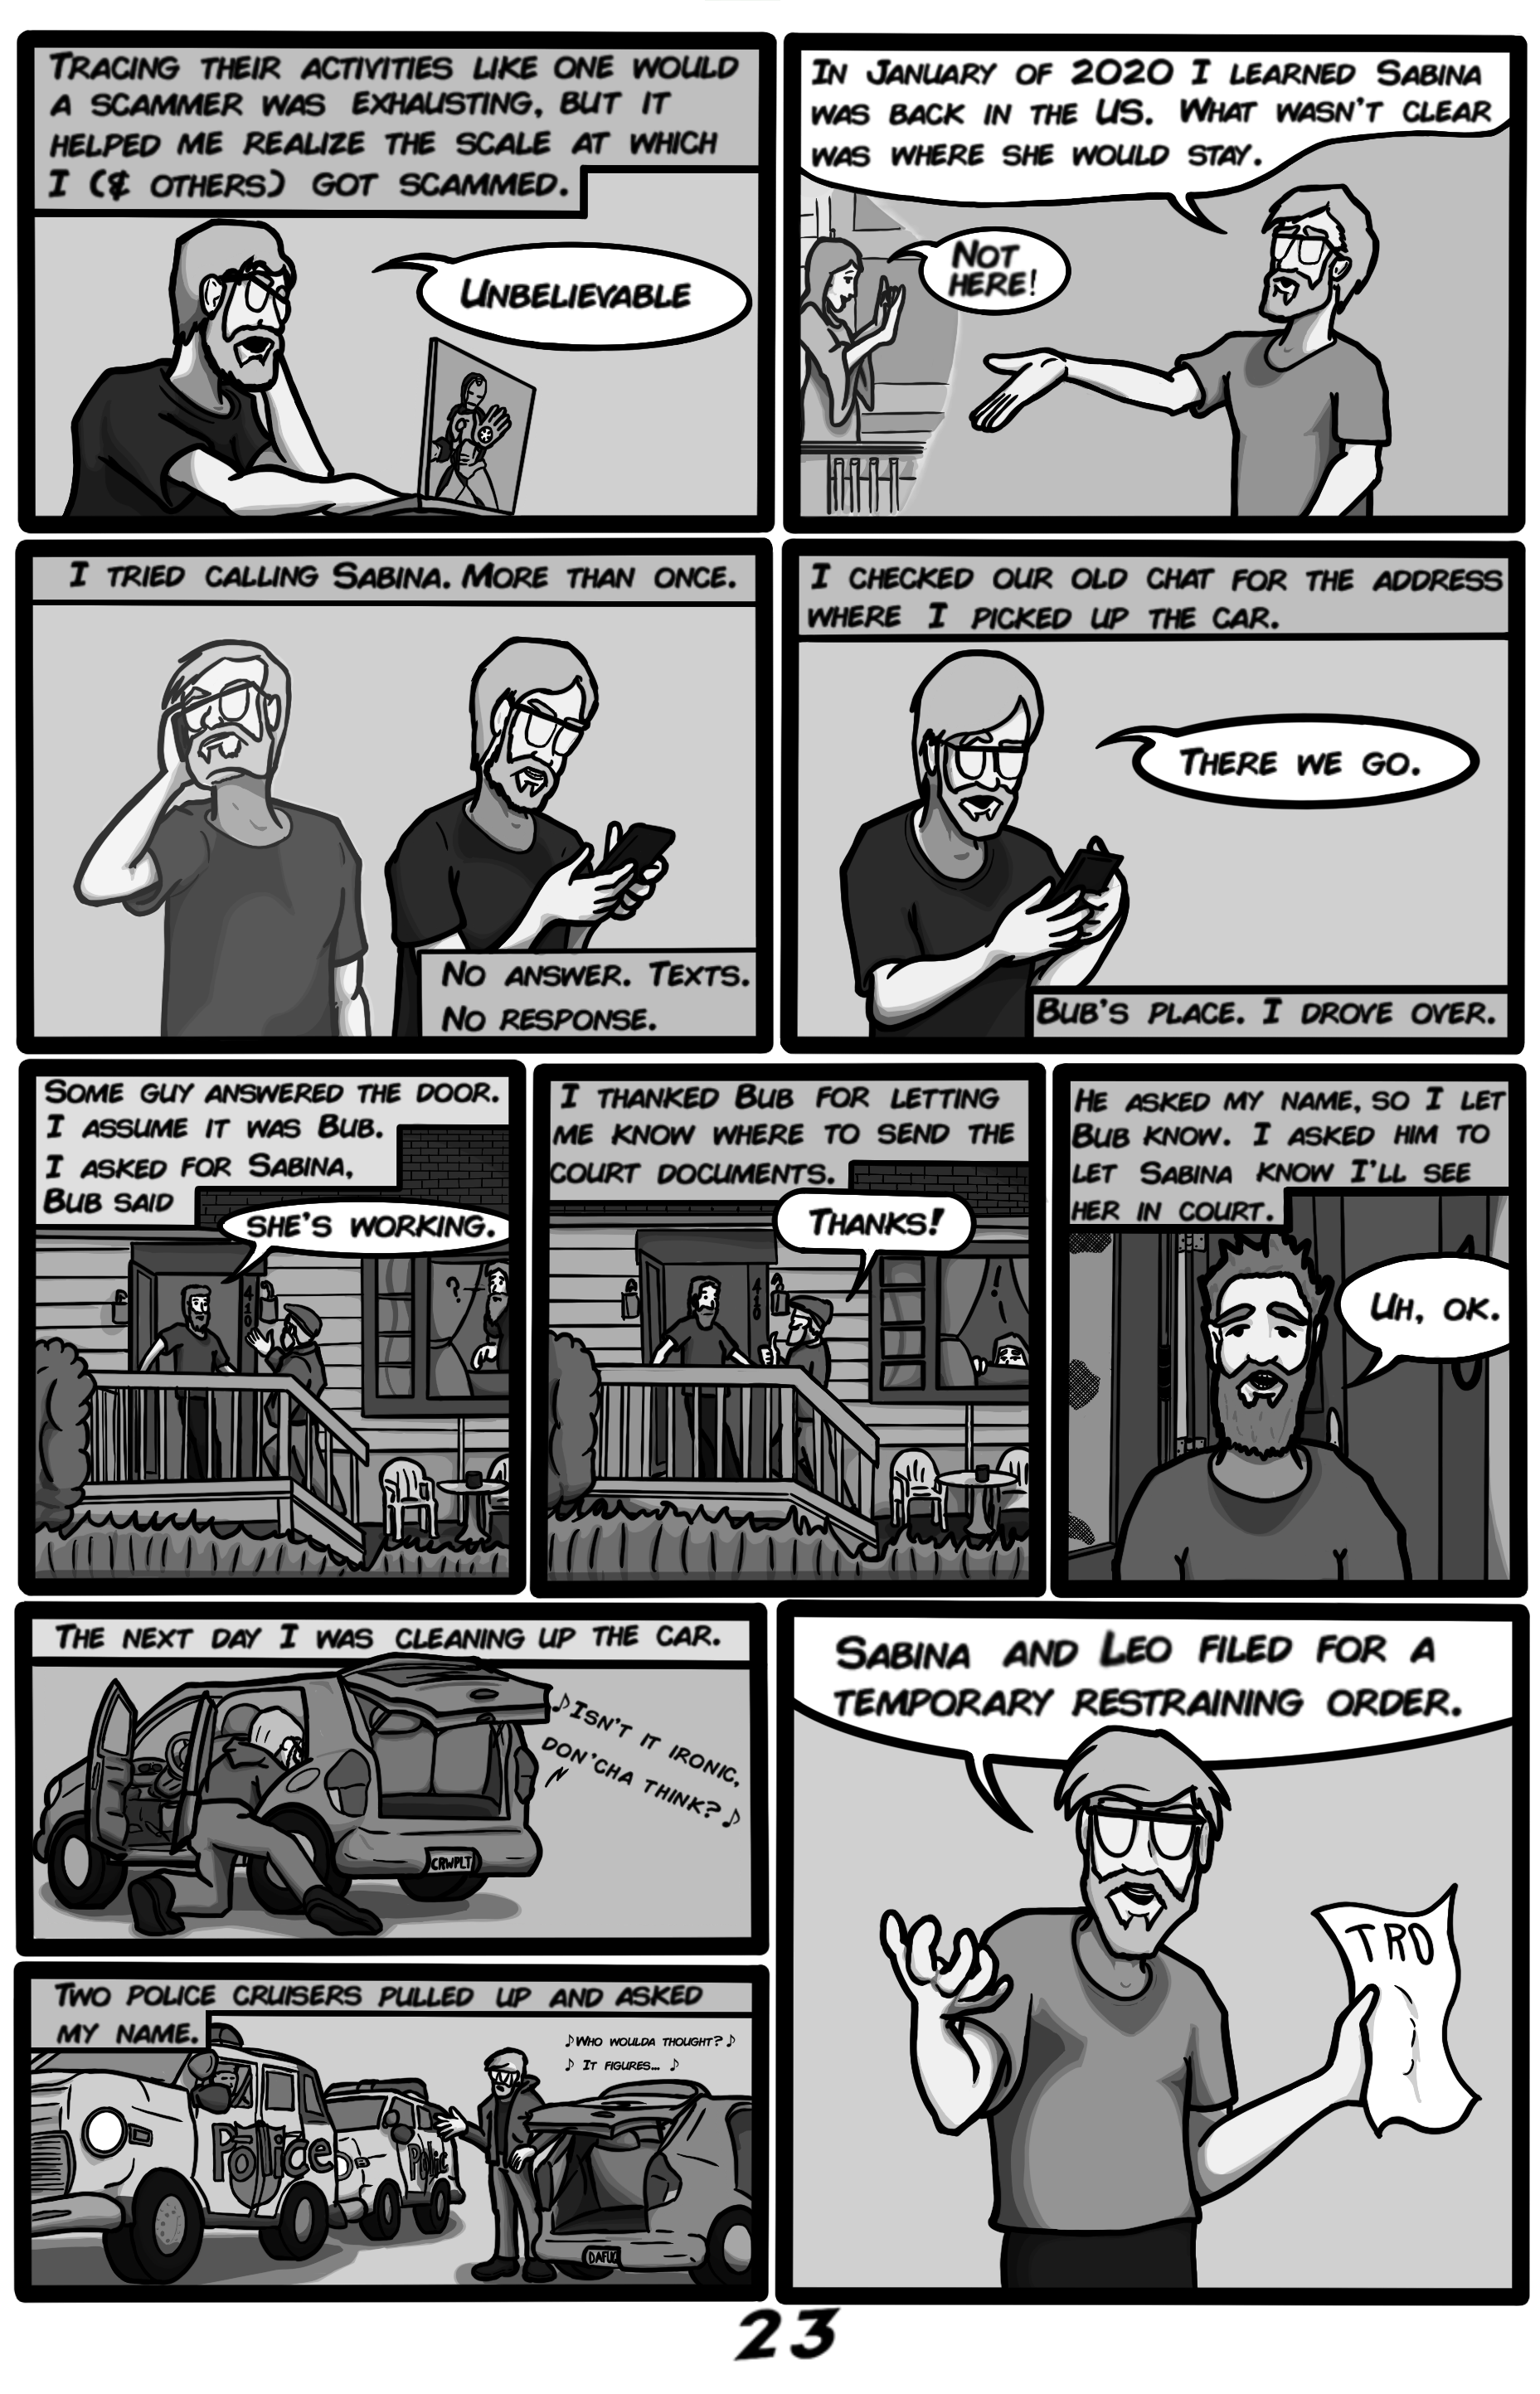 TRACING THEIR ACTIVITIES LIKE ONE WOULD
A SCAMMER WAS EXHAUSTING, BUT IT
HELPED ME REALIZE THE SCALE AT WHICH
I (& OTHERS) GOT SCAMMED.
UNBELIEVABLE
IN JANUARY OF 2020 I LEARNED SABINA
WAS BACK IN THE US. WHAT WASN'T CLEAR
WAS WHERE SHE WOULD STAY.
NOT
HERE!
I TRIED CALLING SABINA. MORE THAN ONCE.
NO ANSWER. TEXTS.
NO RESPONSE.
I CHECKED OUR OLD CHAT FOR THE ADDRESS
WHERE I PICKED UP THE CAR.
THERE WE GO.
BUB'S PLACE. I DROVE OVER.
SOME GUY ANSWERED THE DOOR.
I ASSUME IT WAS BUB.
I ASKED FOR SABINA,
BUB SAID
SHE'S WORKING.
410
?
I THANKED BUB FOR LETTING
ME KNOW WHERE TO SEND THE
COURT DOCUMENTS.
THANKS!
410
!
HE ASKED MY NAME, SO I LET
BUB KNOW. I ASKED HIM TO
LET SABINA KNOW I'LL SEE
HER IN COURT.
UH, OK.
THE NEXT DAY I WAS CLEANING UP THE CAR.
♪ISN'T IT IRONIC,
DON'CHA THINK?♪
CRWPLT
TWO POLICE CRUISERS PULLED UP AND ASKED
MY NAME.
♪WHO WOULDA THOUGHT?♪
♪ IT FIGURES... ♪
Police
Polic
DAFUQ
SABINA AND LEO FILED FOR A
TEMPORARY RESTRAINING ORDER.
TRO
23